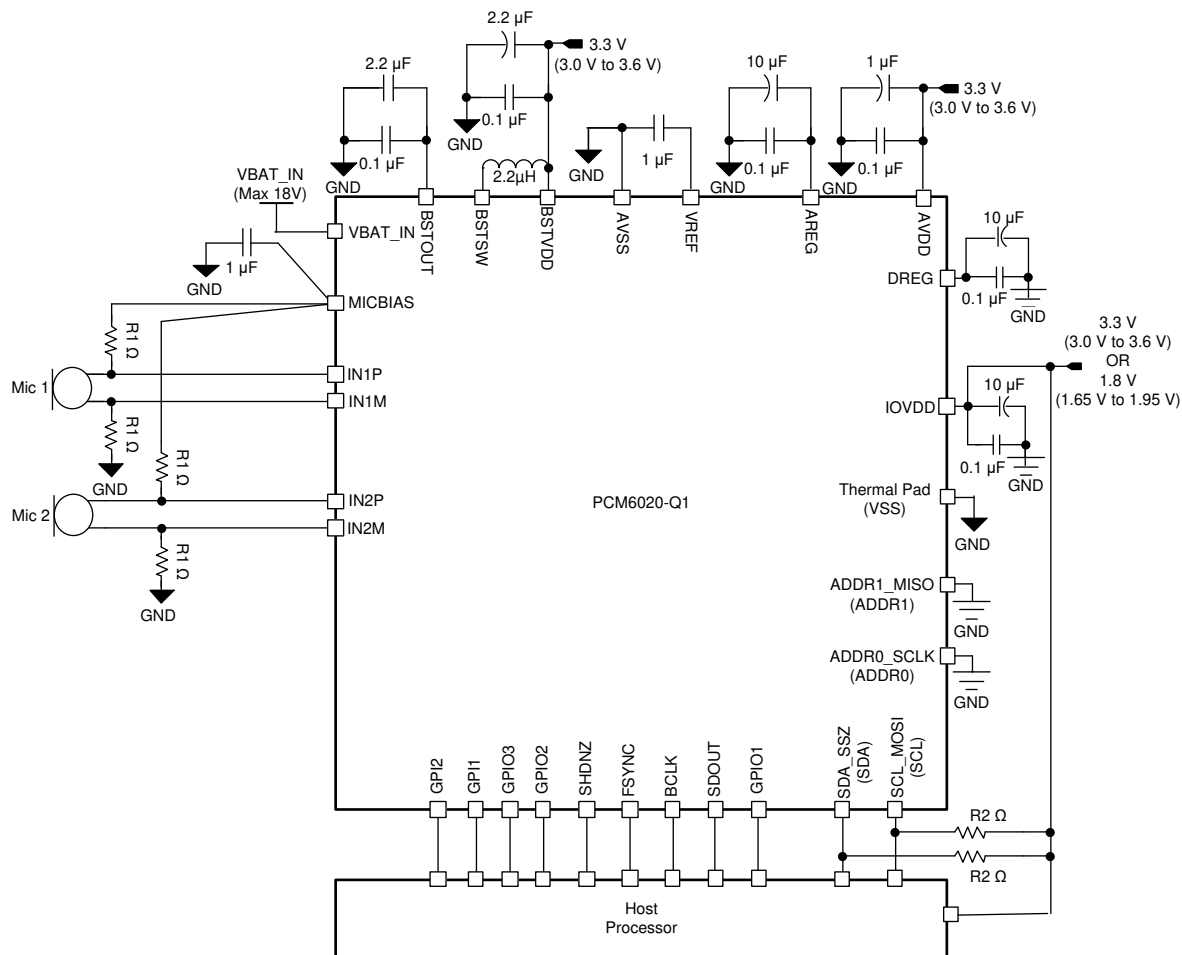 2.2 µF
3.3 V
(3.0 V to 3.6 V)
2.2 µF
10 µF
1 µF
3.3 V
(3.0 V to 3.6 V)
0.1 µF
GND
0.1 µF
GND
2.2µH
GND
1 µF
0.1 µF
GND
0.1 µF
GND
VBAT_IN
(Max 18V)
BSTOUT
BSTSW
BSTVDD
AVSS
VREF
AREG
AVDD
VBAT_IN
1 µF
GND
MICBIAS
10 µF
DREG
0.1 µF
GND
3.3 V
(3.0 V to 3.6 V)
OR
1.8 V
(1.65 V to 1.95 V)
R1 Ω
Mic 1
IN1P
IN1M
R1 Ω
GND
10 µF
IOVDD
0.1 µF
GND
R1 Ω
Mic 2
IN2P
IN2M
R1 Ω
GND
PCM6020-Q1
Thermal Pad
(VSS)
GND
ADDR1_MISO
(ADDR1)
GND
ADDR0_SCLK
(ADDR0)
GND
GPI2
GPI1
GPIO3
GPIO2
SHDNZ
FSYNC
BCLK
SDOUT
GPIO1
SDA_SSZ
(SDA)
SCL_MOSI
(SCL)
R2 Ω
R2 Ω
Host
Processor